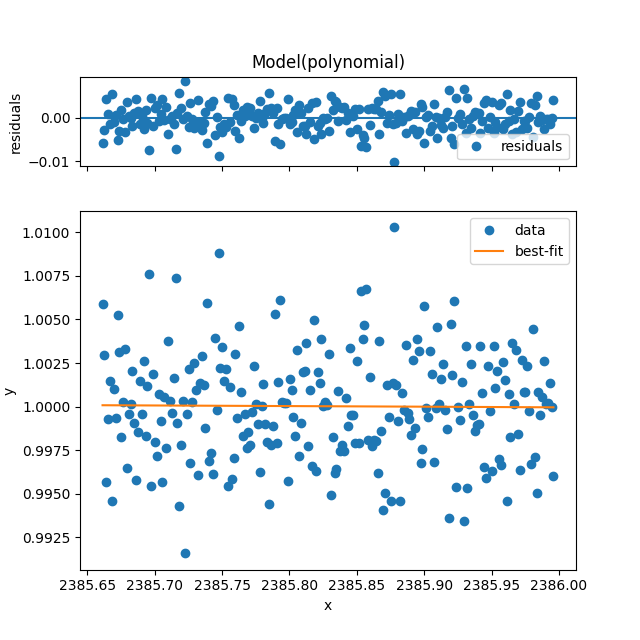 Model(polynomial)
residuals
0.00
−0.01
residuals
y
1.0100
1.0075
1.0050
1.0025
1.0000
0.9975
0.9950
0.9925
data
best-fit
2385.65 2385.70 2385.75 2385.80 2385.85 2385.90 2385.95 2386.00
x